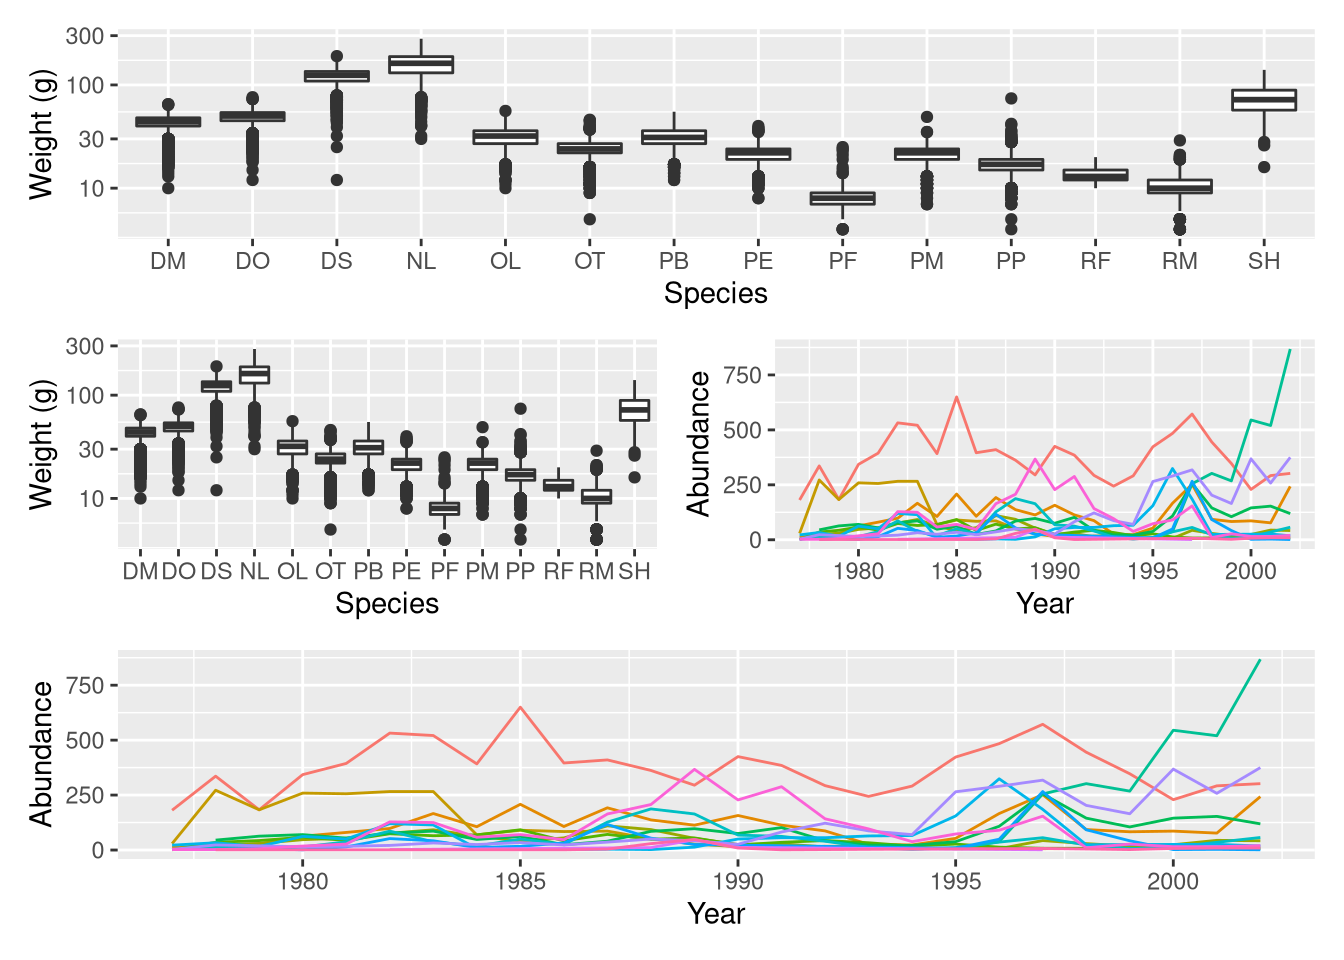 Weight (g)
300
100
30
10
DM DO DS NL OL OT PB PE PF PM PP RF RM SH
Species
Weight (g)
300
100
30
10
DM DO DS NL OL OT PB PE PF PM PP RF RM SH
Species
Abundance
750
500
250
0
1980 1985 1990 1995 2000
Year
Abundance
750
500
250
0
1980 1985 1990 1995 2000
Year